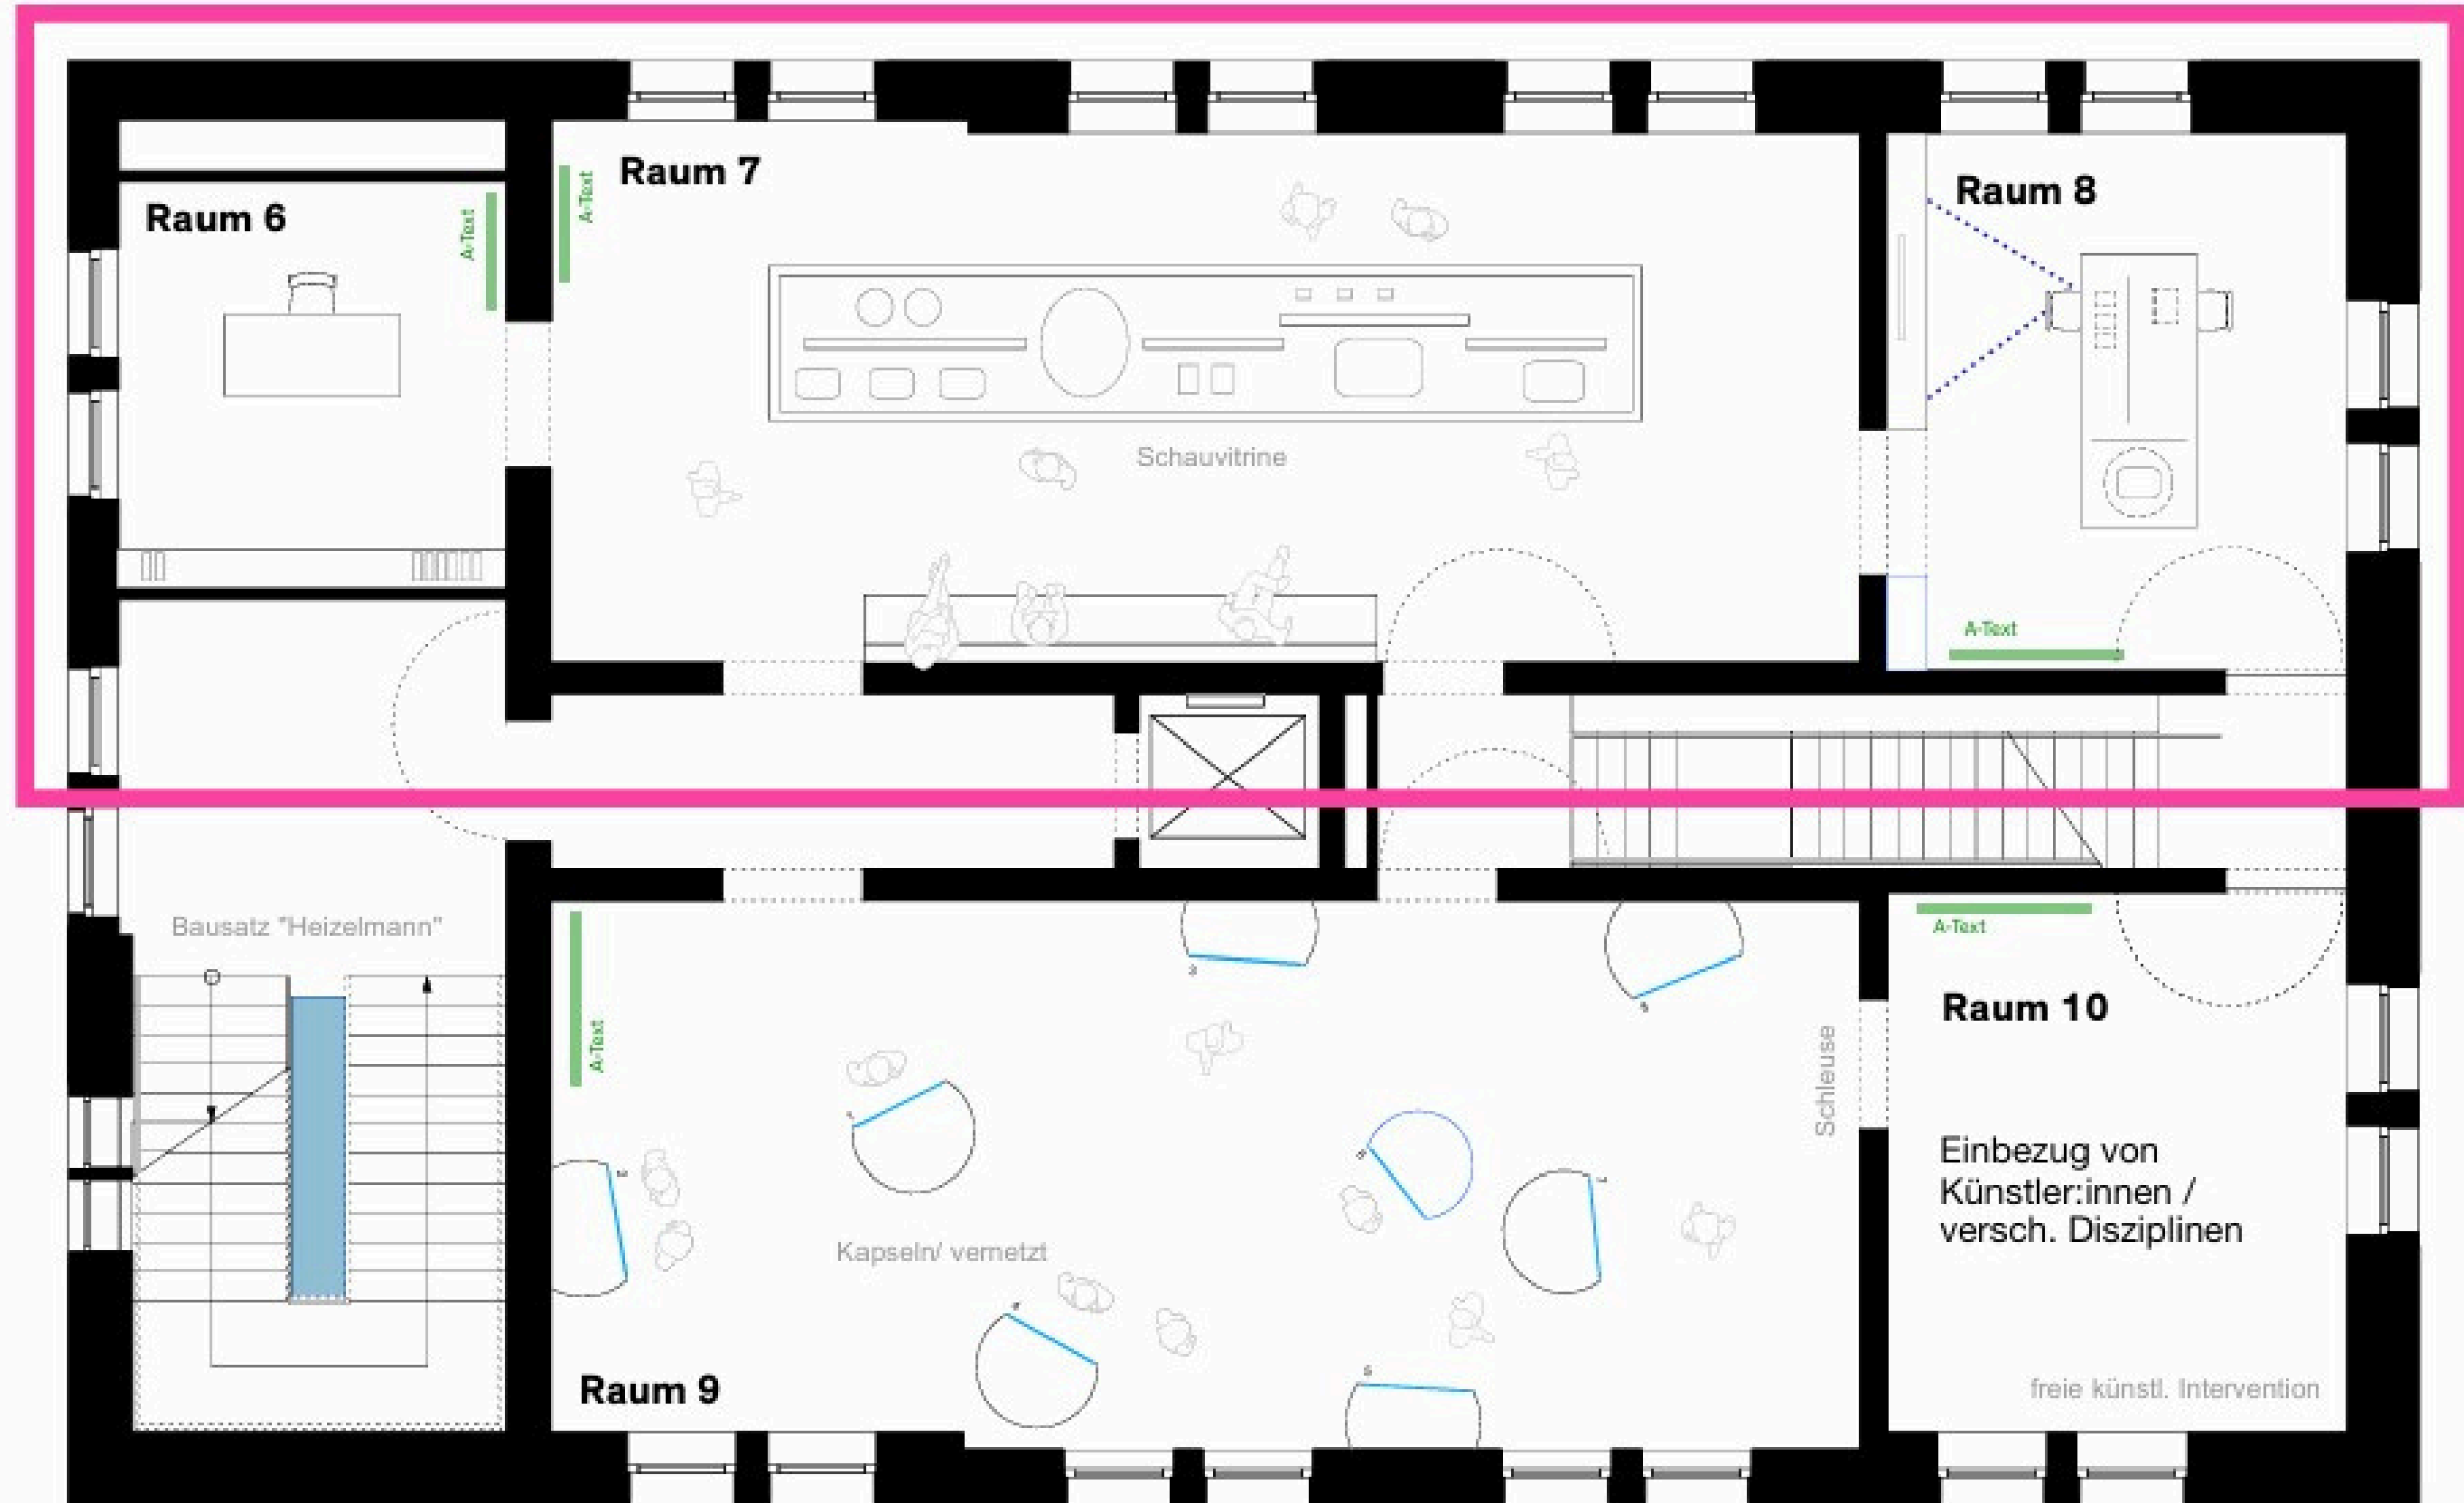 Raum 6
A-Text
A-Text
Raum 7
Raum 8
Schauvitrine
A-Text
Bausatz "Heizelmann"
A-Text
A-Text
Raum 10
Schleuse
Einbezug von
Künstler:innen /
versch. Disziplinen
Kapseln/ vernetzt
Raum 9
freie künstl. Intervention